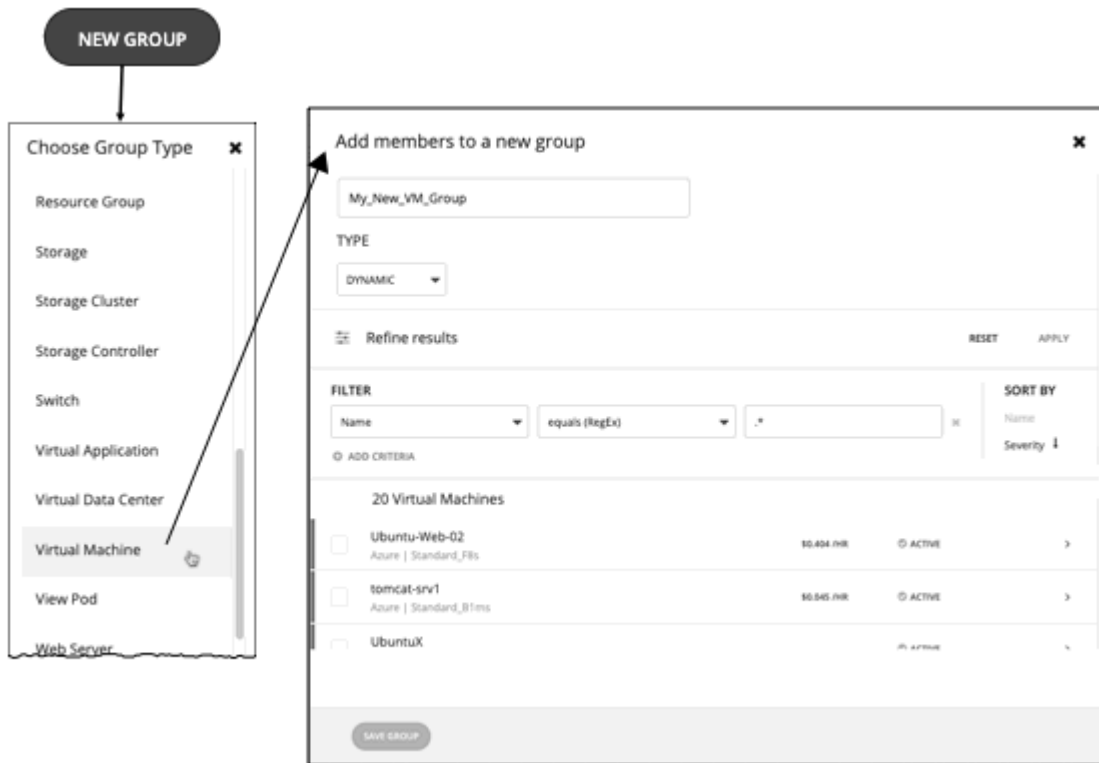 NEW GROUP
Choose Group Type
Resource Group
Storage
Storage Cluster
Storage Controller
Switch
Virtual Application
Virtual Data Center
Virtual Machine
View Pod
Web Server
Add members to a new group
My_New_VM_Group
TYPE
DYNAMIC
Refine results RESET APPLY
FILTER SORT BY
Name equals (RegEx) .* Name
ADD CRITERIA Severity
20 Virtual Machines
Ubuntu-Web-02
Azure | Standard_F8s $0.404 /HR ACTIVE
tomcat-srv1
Azure | Standard_B1ms $0.045 /HR ACTIVE
UbuntuX
ACTIVE
SAVE GROUP